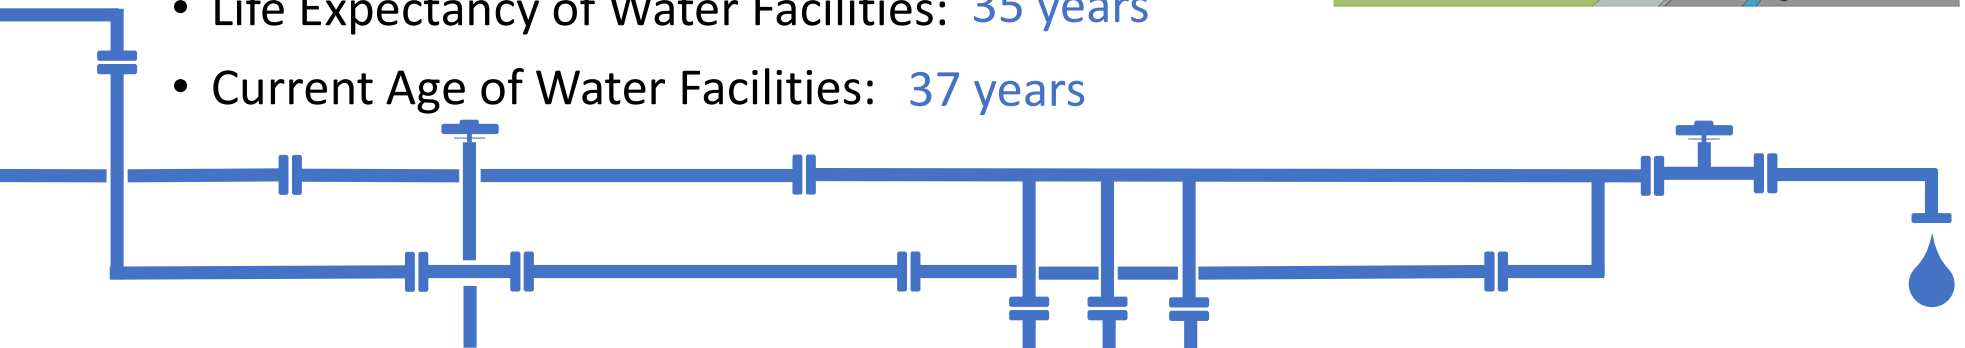 • Life Expectancy of Water Facilities: 35 years
• Current Age of Water Facilities: 37 years